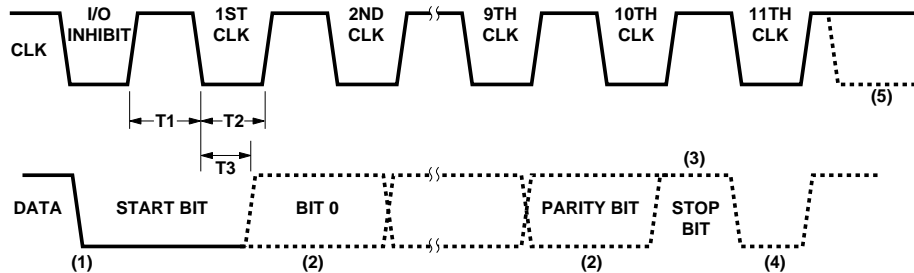 I/O INHIBIT
1ST CLK
2ND CLK
9TH CLK
10TH CLK
11TH CLK
CLK
(5)
T1
T2
T3
(3)
DATA
START BIT
BIT 0
PARITY BIT
STOP BIT
(1)
(2)
(2)
(4)